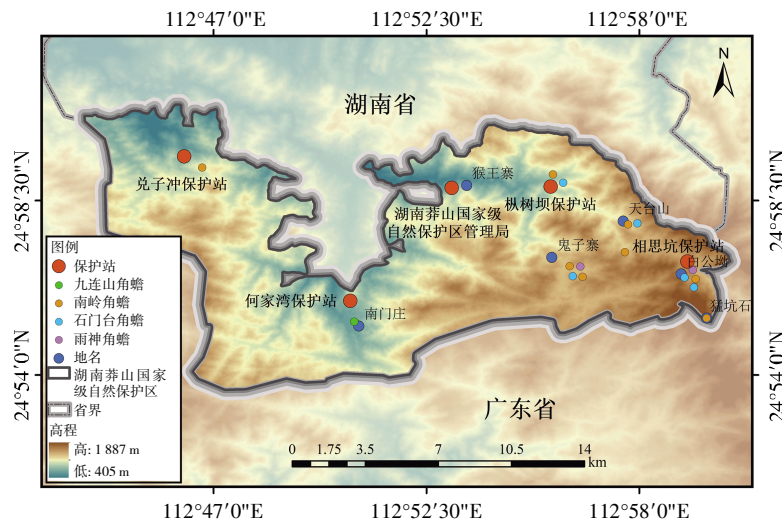 112°47′0″E
112°52′30″E
112°58′0″E
N
湖南省
24°58′30″N
24°58′30″N
兑子冲保护站
猴王寨
枞树坝保护站
湖南莽山国家级
自然保护区管理局
天台山
鬼子寨
相思坑保护站
白公坳
何家湾保护站
南门庄
猛坑石
图例
保护站
九连山角蟾
南岭角蟾
石门台角蟾
雨神角蟾
地名
湖南莽山国家
级自然保护区
省界
高程
高: 1 887 m
低: 405 m
24°54′0″N
24°54′0″N
广东省
0 1.75 3.5 7 10.5 14
km
112°47′0″E
112°52′30″E
112°58′0″E